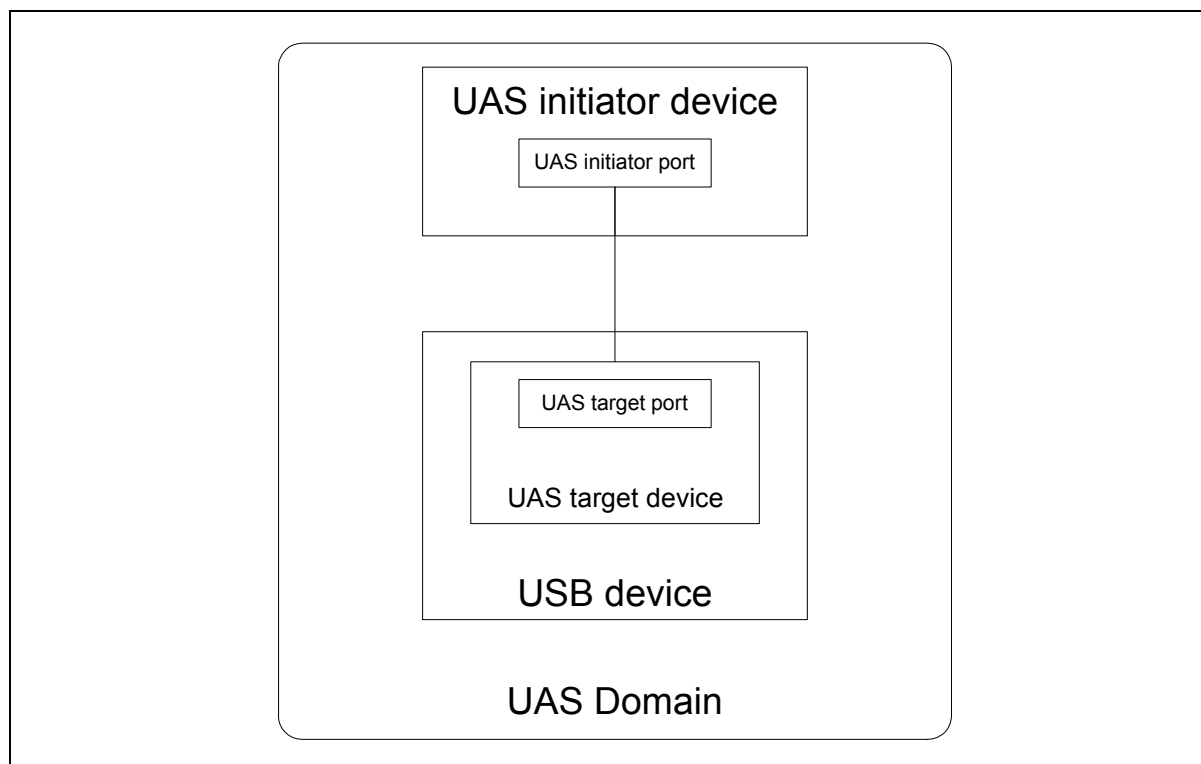 UAS initiator device
UAS initiator port
UAS target port
UAS target device
USB device
UAS Domain